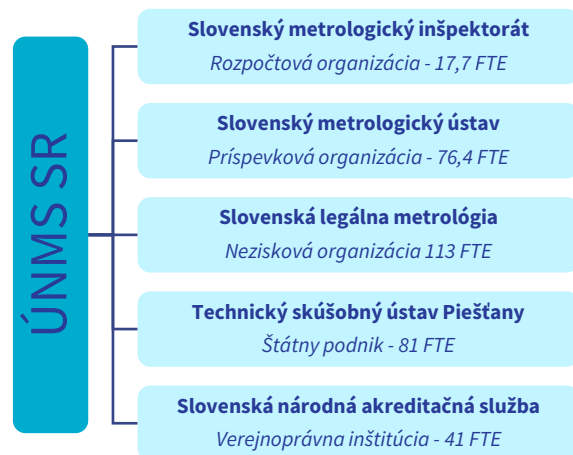 ÚNMS SR
Slovenský metrologický inšpektorát
Rozpočtová organizácia - 17,7 FTE
Slovenský metrologický ústav
Príspevková organizácia - 76,4 FTE
Slovenská legálna metrológia
Nezisková organizácia 113 FTE
Technický skúšobný ústav Piešťany
Štátny podnik - 81 FTE
Slovenská národná akreditačná služba
Verejnoprávna inštitúcia - 41 FTE